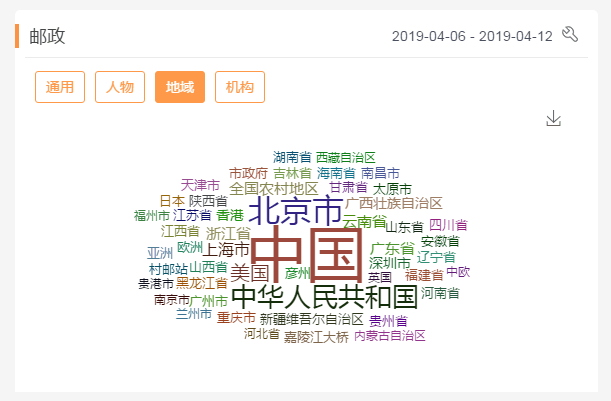 邮政
2019-04-06 - 2019-04-12
通用 人物 地域 机构
湖南省 西藏自治区
市政府 吉林省 海南省 南昌市
天津市 全国农村地区 甘肃省 太原市
日本 陕西省 北京市 广西壮族自治区
福州市 江苏省 香港 云南省 山东省 四川省
江西省 浙江省 中国 安徽省
亚洲 欧洲 上海市 广东省 辽宁省
村邮站 山西省 美国 彦州 深圳市 福建省 中欧
贵港市 黑龙江省 英国
南京市 广州市 中华人民共和国 河南省
兰州市 重庆市 新疆维吾尔自治区 贵州省
河北省 嘉陵江大桥 内蒙古自治区